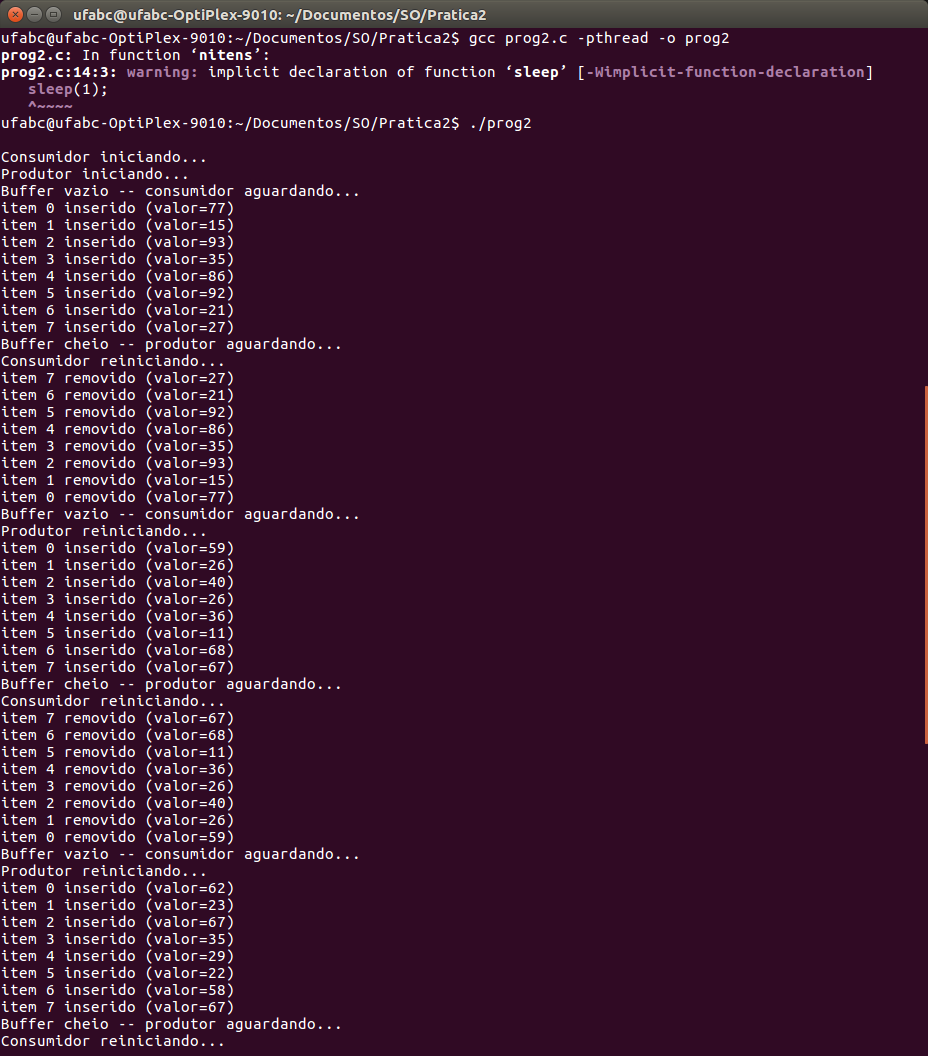 ufabc@ufabc-OptiPlex-9010: ~/Documentos/SO/Pratica2
ufabc@ufabc-OptiPlex-9010:~/Documentos/SO/Pratica2$ gcc prog2.c -pthread -o prog2
prog2.c: In function ‘nitens’:
prog2.c:14:3: warning: implicit declaration of function ‘sleep’ [-Wimplicit-function-declaration]
   sleep(1);
   ^~~~~
ufabc@ufabc-OptiPlex-9010:~/Documentos/SO/Pratica2$ ./prog2

Consumidor iniciando...
Produtor iniciando...
Buffer vazio -- consumidor aguardando...
item 0 inserido (valor=77)
item 1 inserido (valor=15)
item 2 inserido (valor=93)
item 3 inserido (valor=35)
item 4 inserido (valor=86)
item 5 inserido (valor=92)
item 6 inserido (valor=21)
item 7 inserido (valor=27)
Buffer cheio -- produtor aguardando...
Consumidor reiniciando...
item 7 removido (valor=27)
item 6 removido (valor=21)
item 5 removido (valor=92)
item 4 removido (valor=86)
item 3 removido (valor=35)
item 2 removido (valor=93)
item 1 removido (valor=15)
item 0 removido (valor=77)
Buffer vazio -- consumidor aguardando...
Produtor reiniciando...
item 0 inserido (valor=59)
item 1 inserido (valor=26)
item 2 inserido (valor=40)
item 3 inserido (valor=26)
item 4 inserido (valor=36)
item 5 inserido (valor=11)
item 6 inserido (valor=68)
item 7 inserido (valor=67)
Buffer cheio -- produtor aguardando...
Consumidor reiniciando...
item 7 removido (valor=67)
item 6 removido (valor=68)
item 5 removido (valor=11)
item 4 removido (valor=36)
item 3 removido (valor=26)
item 2 removido (valor=40)
item 1 removido (valor=26)
item 0 removido (valor=59)
Buffer vazio -- consumidor aguardando...
Produtor reiniciando...
item 0 inserido (valor=62)
item 1 inserido (valor=23)
item 2 inserido (valor=67)
item 3 inserido (valor=35)
item 4 inserido (valor=29)
item 5 inserido (valor=22)
item 6 inserido (valor=58)
item 7 inserido (valor=67)
Buffer cheio -- produtor aguardando...
Consumidor reiniciando...